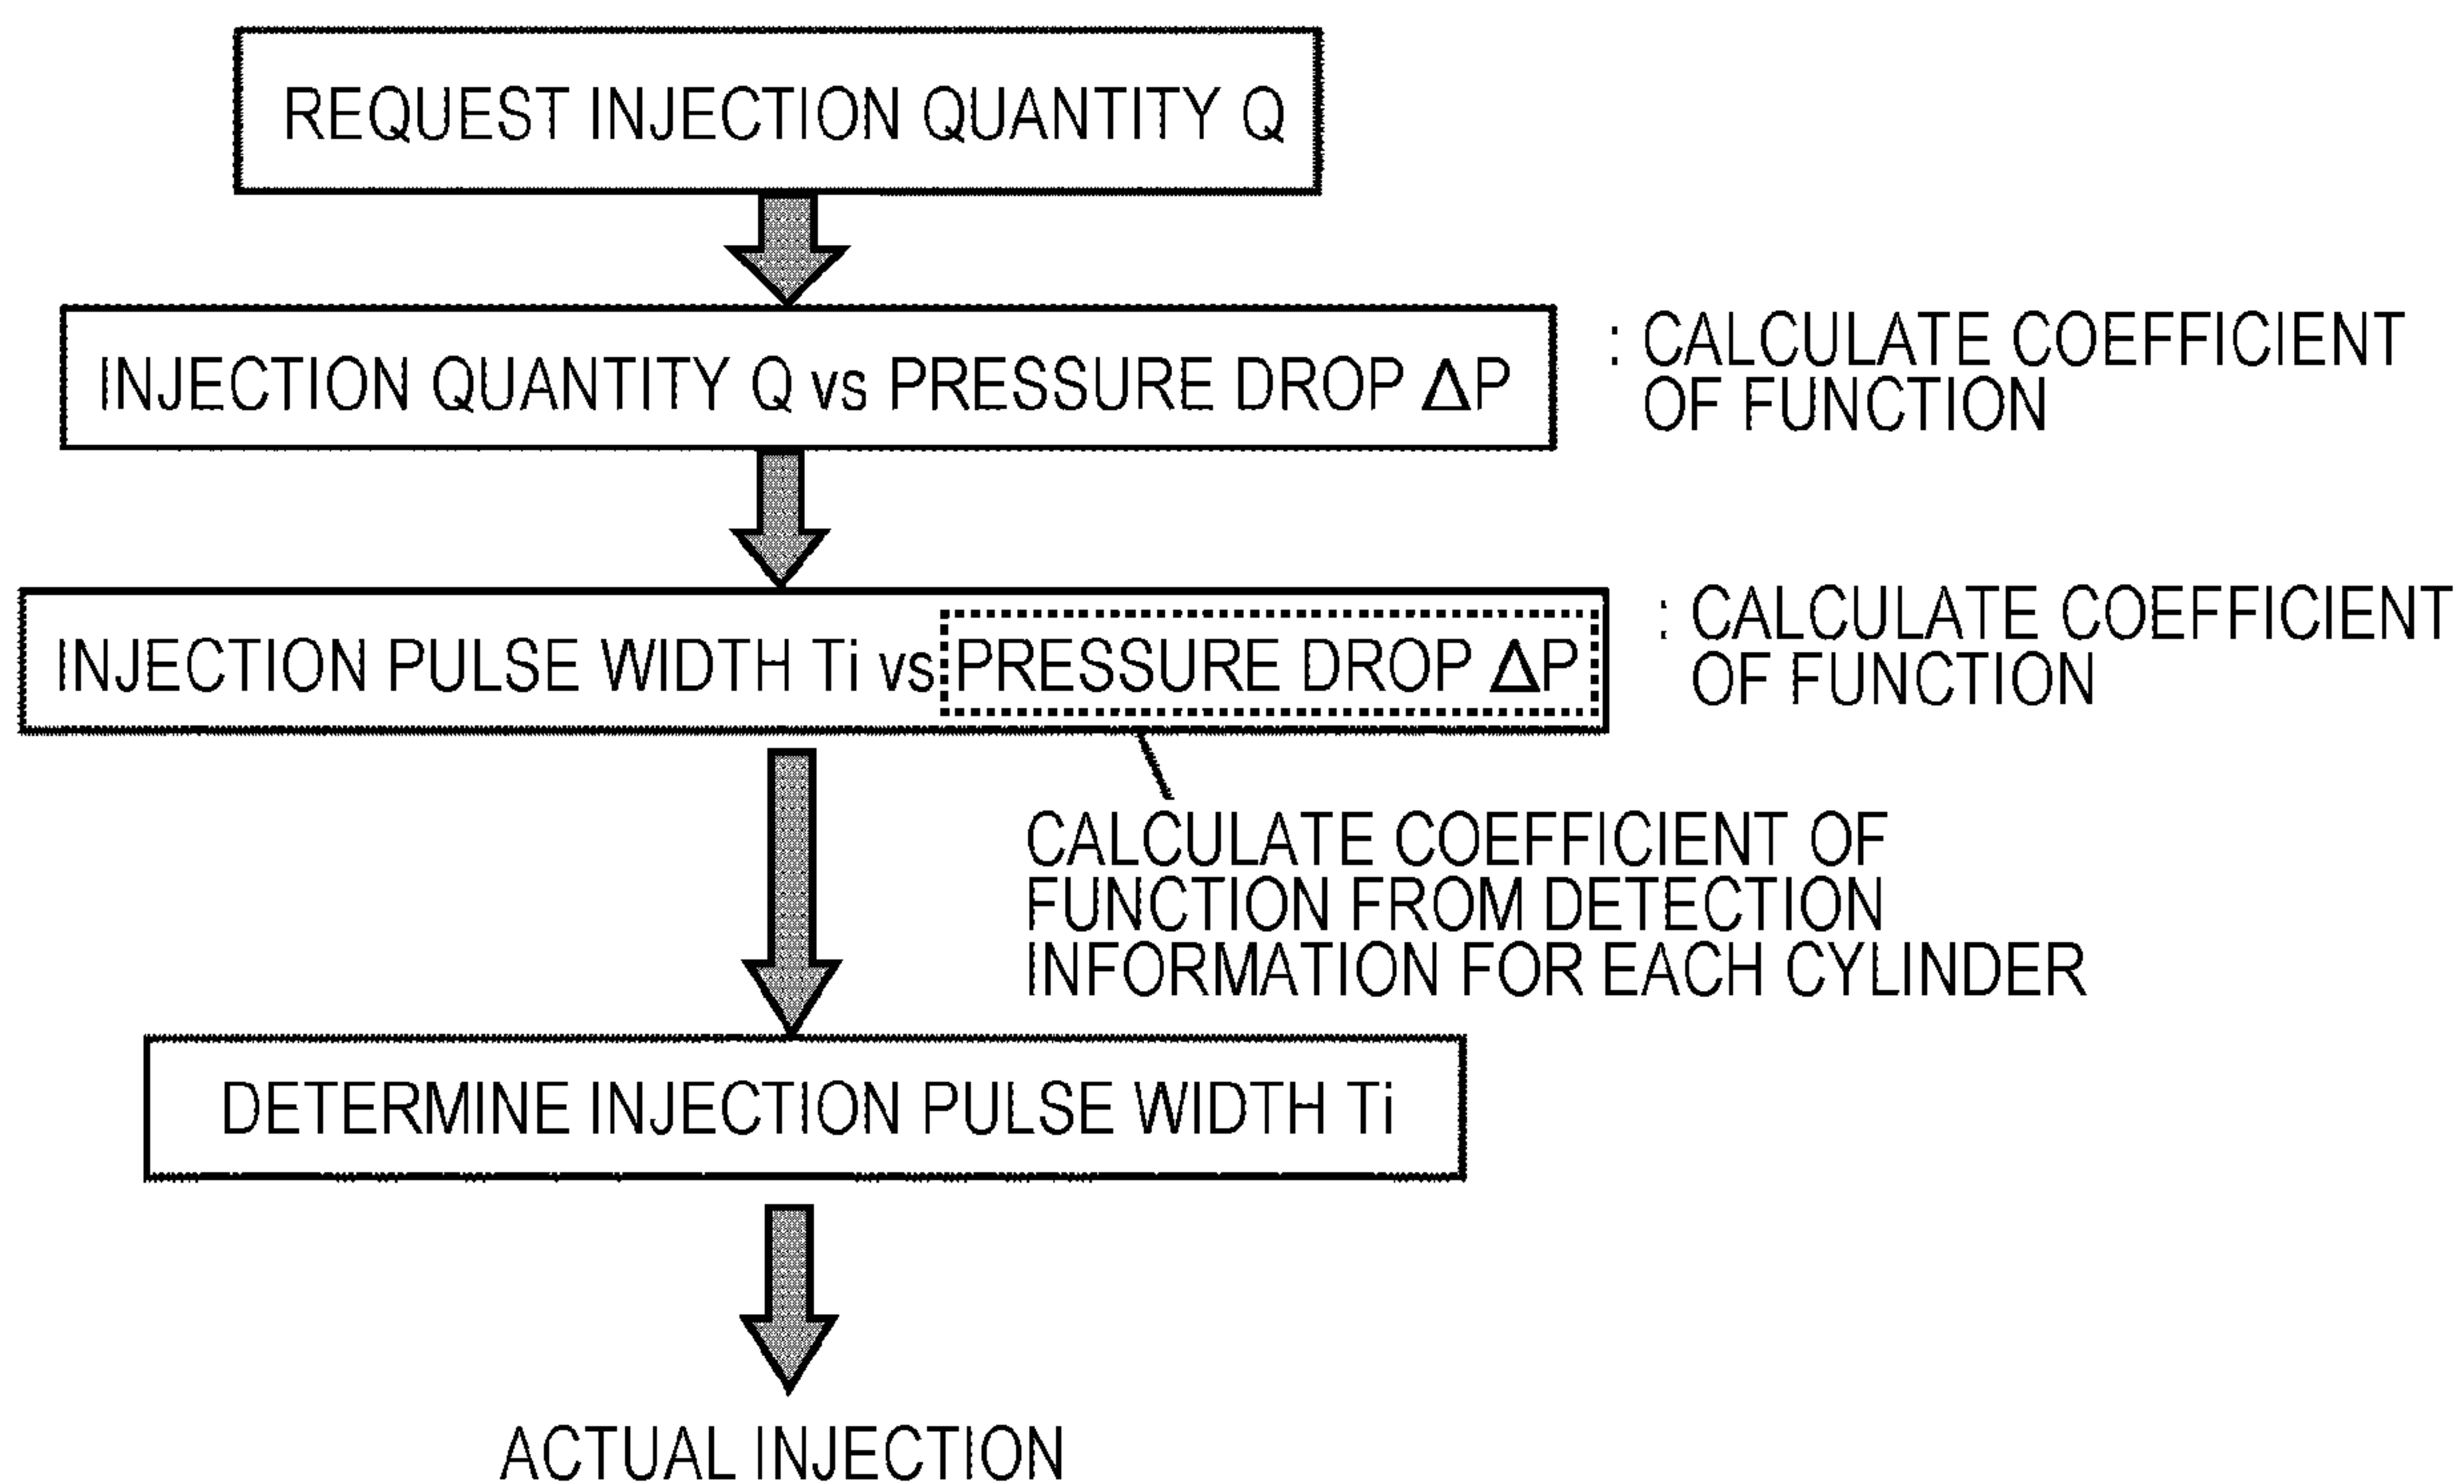 REQUEST INJECTION QUANTITY Q
INJECTION QUANTITY Q vs PRESSURE DROP ΔP
: CALCULATE COEFFICIENT
OF FUNCTION
INJECTION PULSE WIDTH Ti vs PRESSURE DROP ΔP
: CALCULATE COEFFICIENT
OF FUNCTION
CALCULATE COEFFICIENT OF
FUNCTION FROM DETECTION
INFORMATION FOR EACH CYLINDER
DETERMINE INJECTION PULSE WIDTH Ti
ACTUAL INJECTION